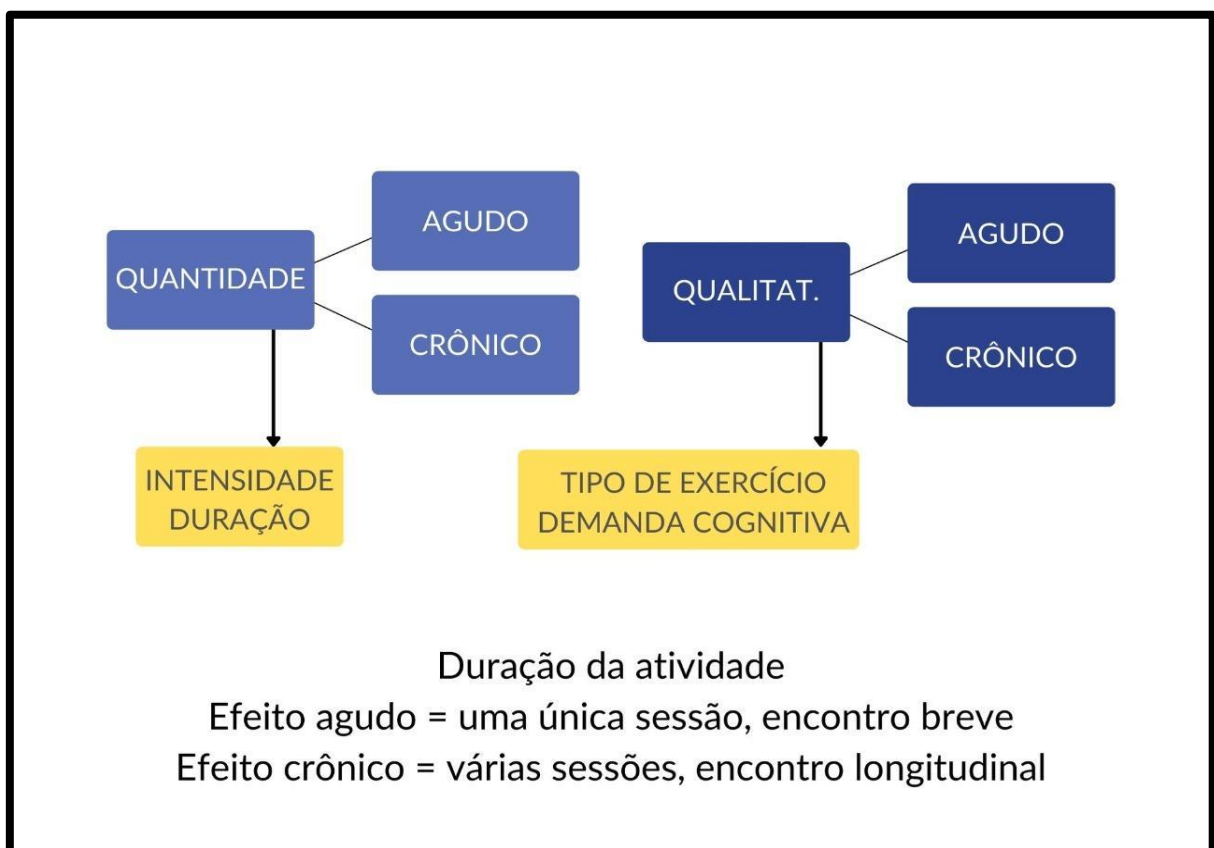 QUANTIDADE
AGUDO
CRÔNICO
INTENSIDADE
DURAÇÃO
QUALITAT.
AGUDO
CRÔNICO
TIPO DE EXERCÍCIO
DEMANDA COGNITIVA
Duração da atividade
Efeito agudo = uma única sessão, encontro breve
Efeito crônico = várias sessões, encontro longitudinal